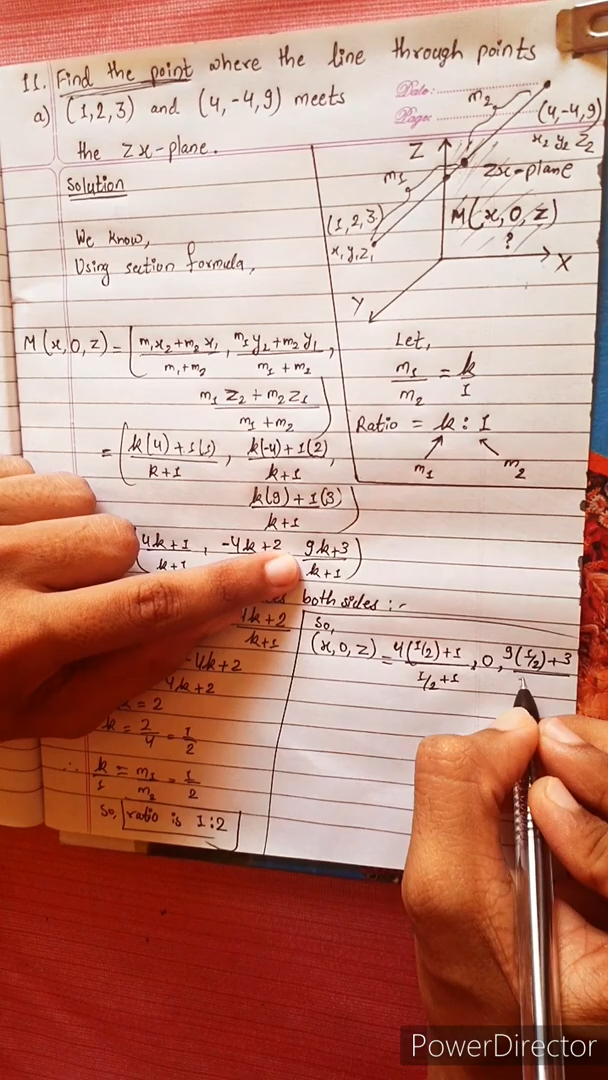 11. Find the point where the line through points
a) (1,2,3) and (4,-4,9) meets
the Zx-plane.
Date:
Page:
m2
(4,-4,9)
x2 y2 Z2
Z
Zx-plane
m1
(1,2,3)
x, y, z,
M(x,0,z)
?
X
Y
Solution
We know,
Using section formula,
M(x,0,z) = (m1x2+m2x1/m1+m2, m1y2+m2y1/m1+m2,
m1Z2+m2Z1/m1+m2)
= (k(4)+1(1)/k+1, k(-4)+1(2)/k+1,
k(9)+1(3)/k+1)
(4k+1/k+1, -4k+2 9k+3/k+1)
Let,
m1/m2 = k/1
Ratio = k : 1
m1 m2
both sides :-
4k+2/k+1
-4k+2
4k+2
= 2
k = 2/4 = 1/2
∴ k/1 = m1/m2 = 1/2
So, ratio is 1:2
So,
(x,0,z) = 4(1/2)+1/1/2+1, 0, 9(1/2)+3
PowerDirector